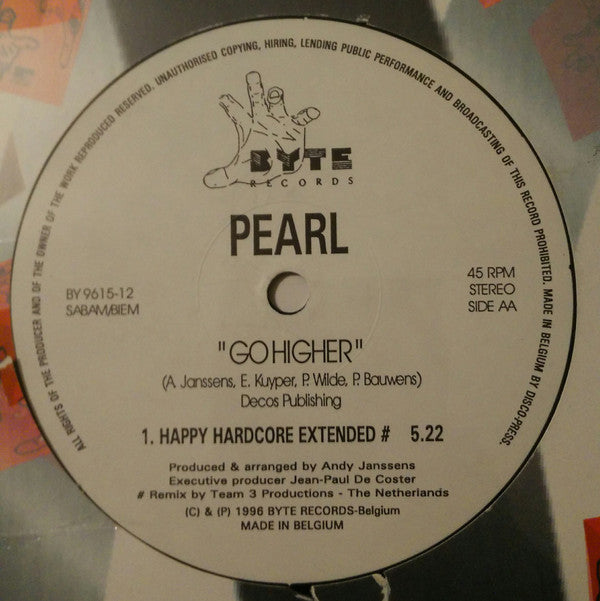 ALL RIGHTS OF THE PRODUCER AND OF THE OWNER OF THE WORK REPRODUCED RESERVED. UNAUTHORISED COPYING, HIRING, LENDING PUBLIC PERFORMANCE AND BROADCASTING OF THIS RECORD PROHIBITED. MADE IN BELGIUM BY DISCO-PRESS.
BYTE
RECORDS
PEARL
BY 9615-12
SABAM/BIEM
45 RPM
STEREO
SIDE AA
"GO HIGHER"
(A. Janssens, E. Kuyper, P. Wilde, P. Bauwens)
Decos Publishing
1. HAPPY HARDCORE EXTENDED # 5.22
Produced & arranged by Andy Janssens
Executive producer Jean-Paul De Coster
# Remix by Team 3 Productions - The Netherlands
(C) & (P) 1996 BYTE RECORDS-Belgium
MADE IN BELGIUM